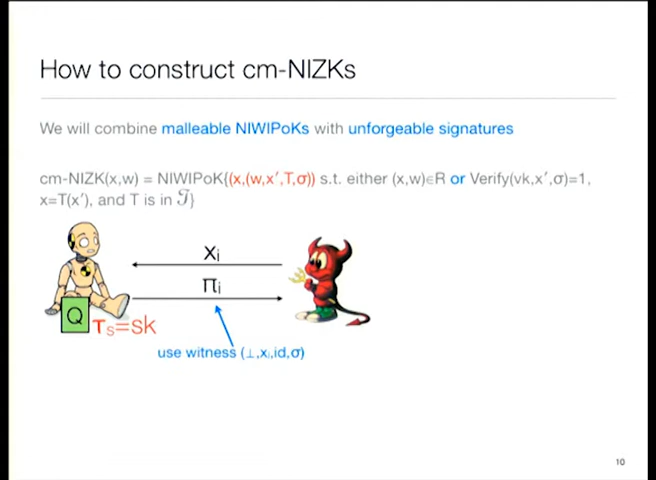 How to construct cm-NIZKs
We will combine malleable NIWIPoKs with unforgeable signatures
cm-NIZK(x,w) = NIWIPoK{(x,(w,x′,T,σ)) s.t. either (x,w)∈R or Verify(vk,x′,σ)=1,
x=T(x′), and T is in 𝒯}
xi
πi
Q
τs=sk
use witness (⊥,xi,id,σ)
10